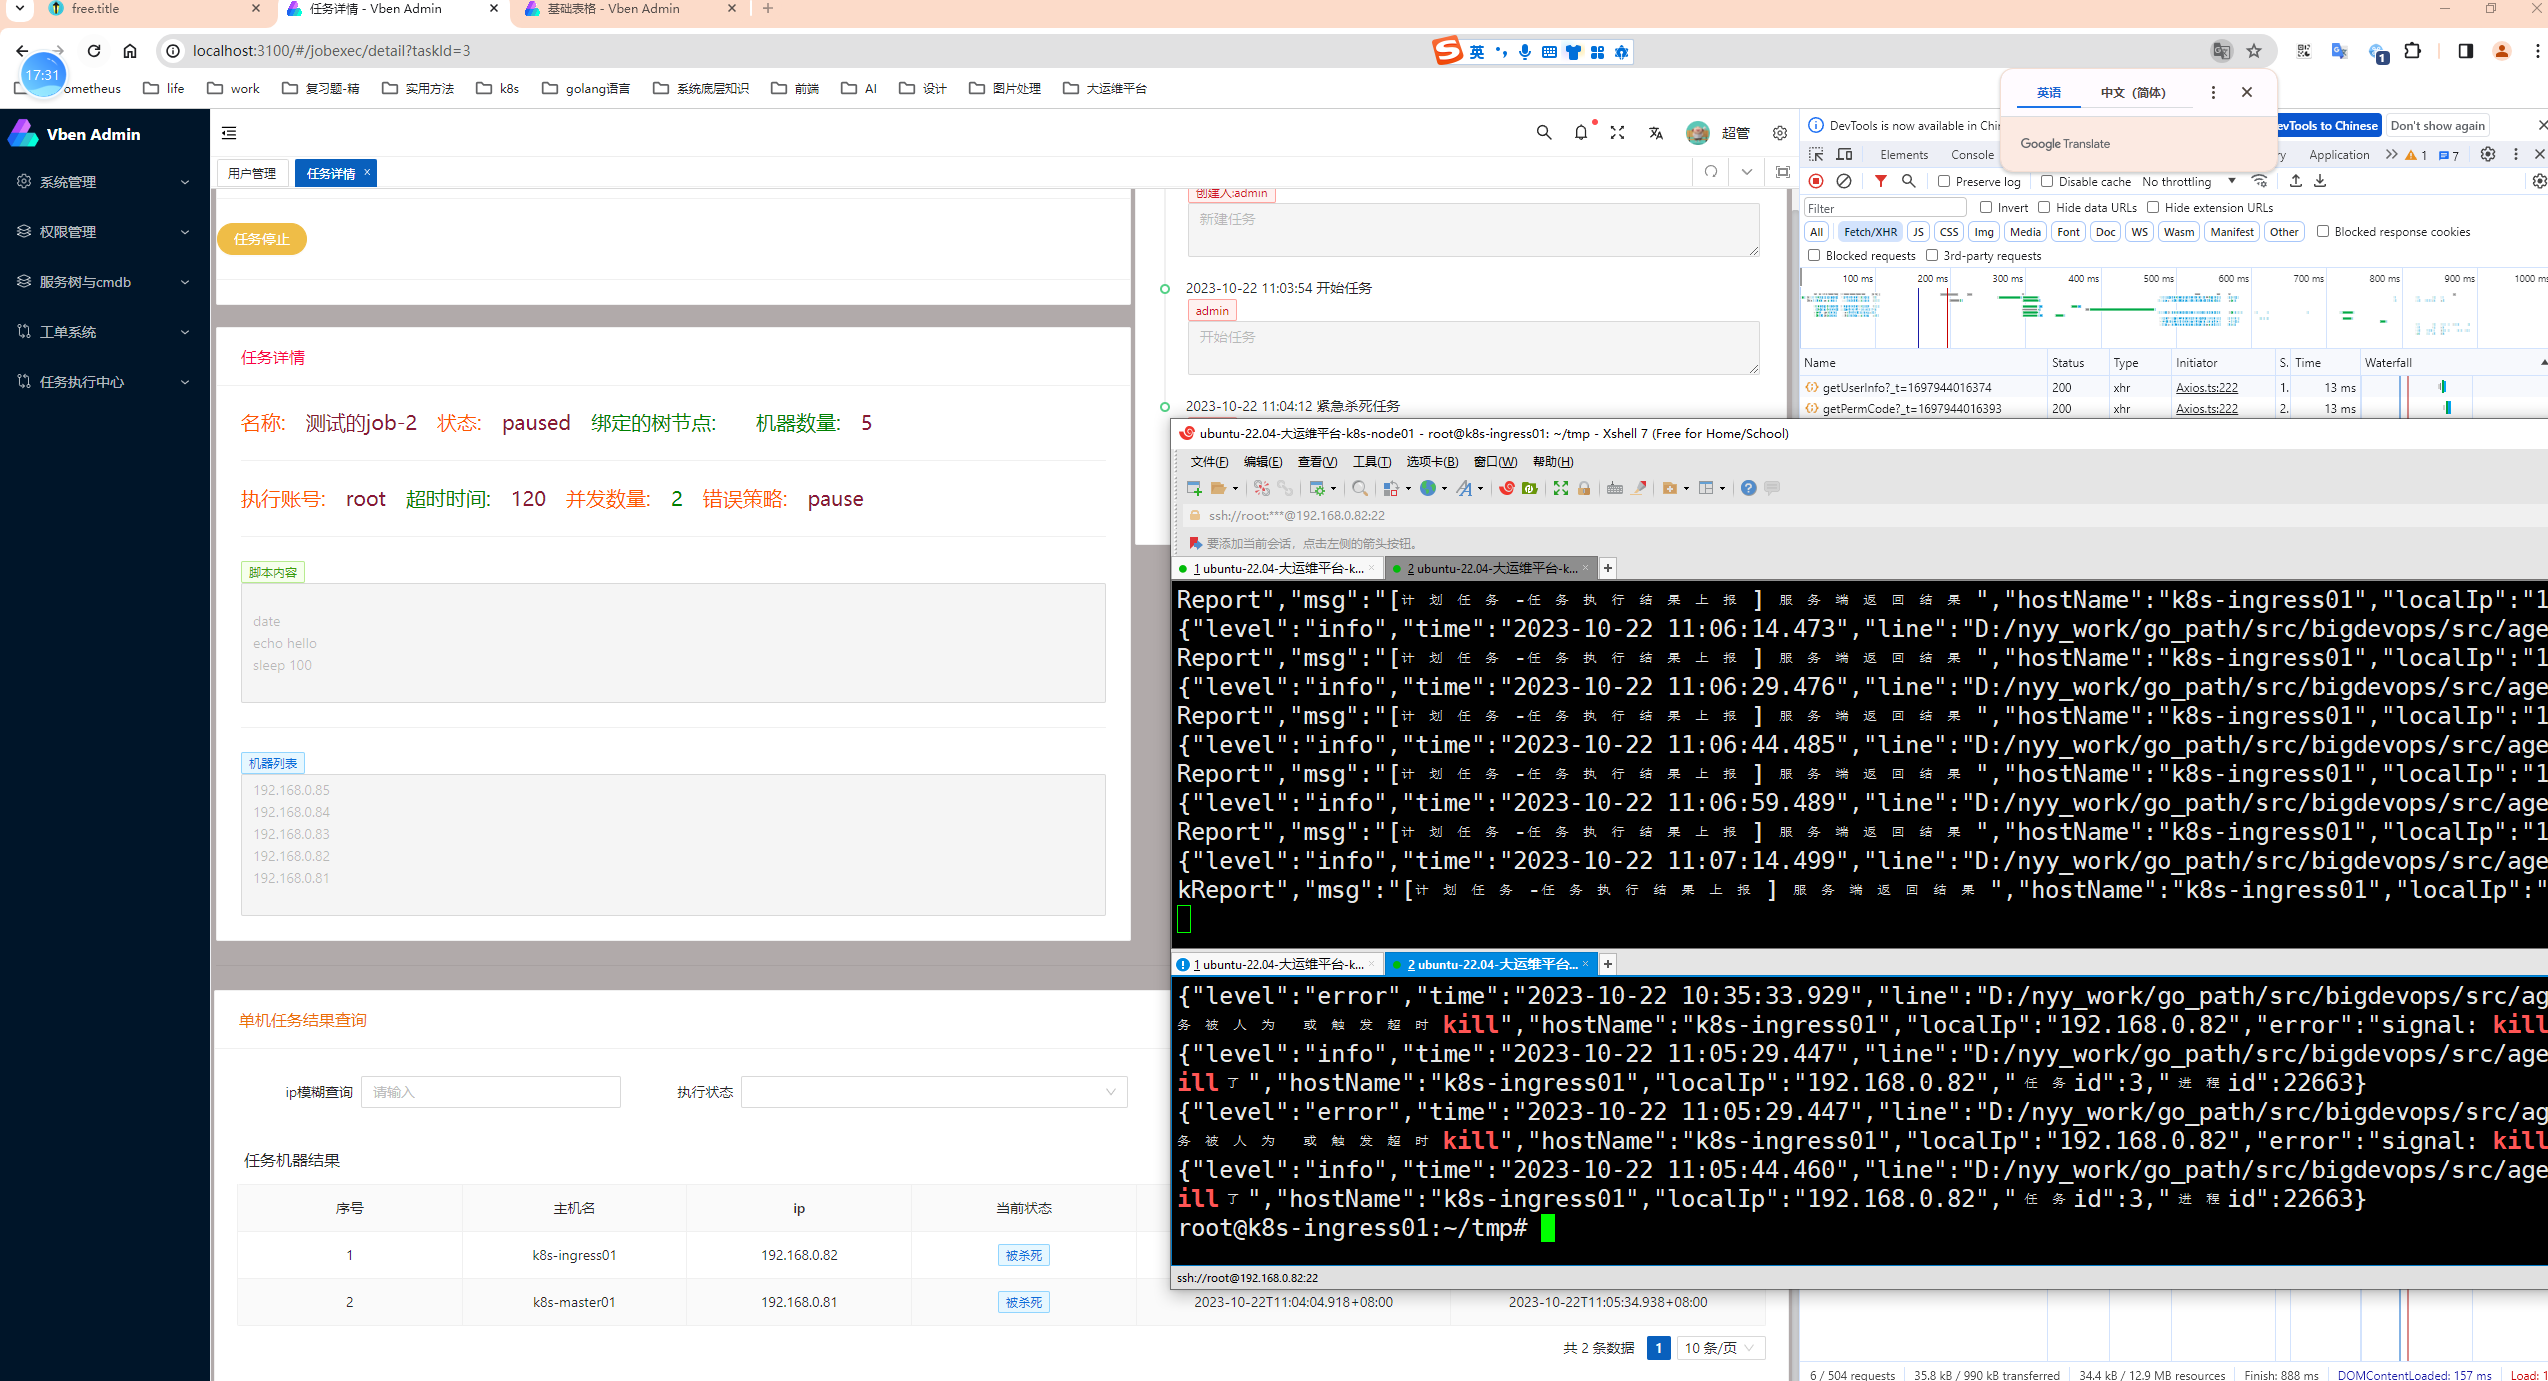 free.title
任务详情 - Vben Admin
基础表格 - Vben Admin
localhost:3100/#/jobexec/detail?taskId=3
英
17:31
ometheus
life
work
复习题-精
实用方法
k8s
golang语言
系统底层知识
前端
AI
设计
图片处理
大运维平台
英语
中文（简体）
Google Translate
Vben Admin
系统管理
权限管理
服务树与cmdb
工单系统
任务执行中心
超管
用户管理
任务详情
任务停止
创建人:admin
新建任务
2023-10-22 11:03:54 开始任务
admin
开始任务
2023-10-22 11:04:12 紧急杀死任务
任务详情
名称: 测试的job-2 状态: paused 绑定的树节点: 机器数量: 5
执行账号: root 超时时间: 120 并发数量: 2 错误策略: pause
脚本内容
date
echo hello
sleep 100
机器列表
192.168.0.85
192.168.0.84
192.168.0.83
192.168.0.82
192.168.0.81
单机任务结果查询
ip模糊查询 请输入 执行状态
任务机器结果
序号 主机名 ip 当前状态
1 k8s-ingress01 192.168.0.82 被杀死
2 k8s-master01 192.168.0.81 被杀死 2023-10-22T11:04:04.918+08:00 2023-10-22T11:05:34.938+08:00
共 2 条数据 1 10 条/页
DevTools is now available in Chin
evTools to Chinese
Don't show again
Elements Console Application 1 7
Preserve log Disable cache No throttling
Filter Invert Hide data URLs Hide extension URLs
All Fetch/XHR JS CSS Img Media Font Doc WS Wasm Manifest Other Blocked response cookies
Blocked requests 3rd-party requests
100 ms 200 ms 300 ms 400 ms 500 ms 600 ms 700 ms 800 ms 900 ms 1000 ms
Name Status Type Initiator S. Time Waterfall
getUserInfo?_t=1697944016374 200 xhr Axios.ts:222 1. 13 ms
getPermCode?_t=1697944016393 200 xhr Axios.ts:222 2. 13 ms
ubuntu-22.04-大运维平台-k8s-node01 - root@k8s-ingress01: ~/tmp - Xshell 7 (Free for Home/School)
文件(F) 编辑(E) 查看(V) 工具(T) 选项卡(B) 窗口(W) 帮助(H)
ssh://root:***@192.168.0.82:22
要添加当前会话，点击左侧的箭头按钮。
1 ubuntu-22.04-大运维平台-k...
2 ubuntu-22.04-大运维平台-k...
Report","msg":"[计划任务-任务执行结果上报]服务端返回结果","hostName":"k8s-ingress01","localIp":"1
{"level":"info","time":"2023-10-22 11:06:14.473","line":"D:/nyy_work/go_path/src/bigdevops/src/age
Report","msg":"[计划任务-任务执行结果上报]服务端返回结果","hostName":"k8s-ingress01","localIp":"1
{"level":"info","time":"2023-10-22 11:06:29.476","line":"D:/nyy_work/go_path/src/bigdevops/src/age
Report","msg":"[计划任务-任务执行结果上报]服务端返回结果","hostName":"k8s-ingress01","localIp":"1
{"level":"info","time":"2023-10-22 11:06:44.485","line":"D:/nyy_work/go_path/src/bigdevops/src/age
Report","msg":"[计划任务-任务执行结果上报]服务端返回结果","hostName":"k8s-ingress01","localIp":"1
{"level":"info","time":"2023-10-22 11:06:59.489","line":"D:/nyy_work/go_path/src/bigdevops/src/age
Report","msg":"[计划任务-任务执行结果上报]服务端返回结果","hostName":"k8s-ingress01","localIp":"1
{"level":"info","time":"2023-10-22 11:07:14.499","line":"D:/nyy_work/go_path/src/bigdevops/src/age
kReport","msg":"[计划任务-任务执行结果上报]服务端返回结果","hostName":"k8s-ingress01","localIp":"
1 ubuntu-22.04-大运维平台-k...
2 ubuntu-22.04-大运维平台...
{"level":"error","time":"2023-10-22 10:35:33.929","line":"D:/nyy_work/go_path/src/bigdevops/src/ag
务被人为 或触发超时kill","hostName":"k8s-ingress01","localIp":"192.168.0.82","error":"signal: kill
{"level":"info","time":"2023-10-22 11:05:29.447","line":"D:/nyy_work/go_path/src/bigdevops/src/age
ill了","hostName":"k8s-ingress01","localIp":"192.168.0.82","任务id":3,"进程id":22663}
{"level":"error","time":"2023-10-22 11:05:29.447","line":"D:/nyy_work/go_path/src/bigdevops/src/ag
务被人为 或触发超时kill","hostName":"k8s-ingress01","localIp":"192.168.0.82","error":"signal: kill
{"level":"info","time":"2023-10-22 11:05:44.460","line":"D:/nyy_work/go_path/src/bigdevops/src/age
ill了","hostName":"k8s-ingress01","localIp":"192.168.0.82","任务id":3,"进程id":22663}
root@k8s-ingress01:~/tmp#
ssh://root@192.168.0.82:22
6 / 504 requests 35.8 kB / 990 kB transferred 34.4 kB / 12.9 MB resources Finish: 888 ms DOMContentLoaded: 157 ms Load: 1